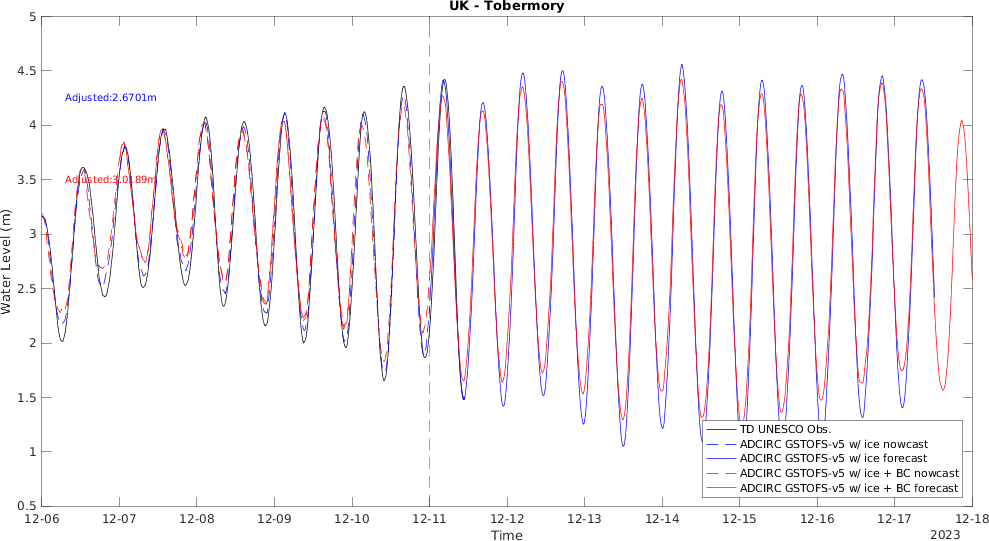 UK - Tobermory
5
4.5
4
3.5
3
2.5
2
1.5
1
0.5
Water Level (m)
Adjusted:2.6701m
Adjusted:3.0189m
TD UNESCO Obs.
ADCIRC GSTOFS-v5 w/ ice nowcast
ADCIRC GSTOFS-v5 w/ ice forecast
ADCIRC GSTOFS-v5 w/ ice + BC nowcast
ADCIRC GSTOFS-v5 w/ ice + BC forecast
12-06 12-07 12-08 12-09 12-10 12-11 12-12 12-13 12-14 12-15 12-16 12-17 12-18
Time
2023